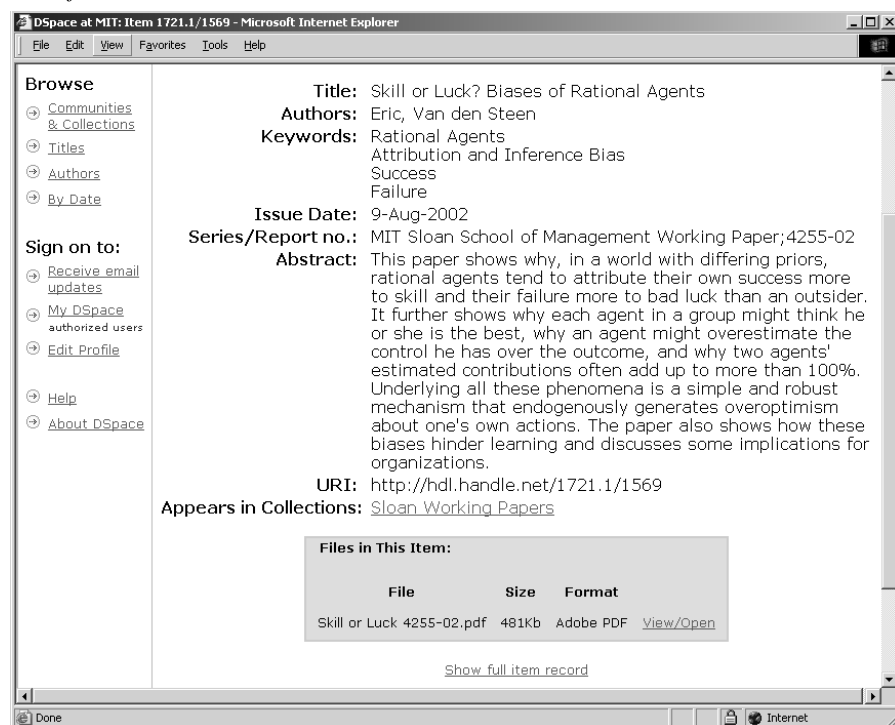 DSpace at MIT: Item 1721.1/1569 - Microsoft Internet Explorer
File Edit View Favorites Tools Help
Browse
Communities
& Collections
Titles
Authors
By Date
Sign on to:
Receive email
updates
My DSpace
authorized users
Edit Profile
Help
About DSpace
Title: Skill or Luck? Biases of Rational Agents
Authors: Eric, Van den Steen
Keywords: Rational Agents
Attribution and Inference Bias
Success
Failure
Issue Date: 9-Aug-2002
Series/Report no.: MIT Sloan School of Management Working Paper;4255-02
Abstract: This paper shows why, in a world with differing priors,
rational agents tend to attribute their own success more
to skill and their failure more to bad luck than an outsider.
It further shows why each agent in a group might think he
or she is the best, why an agent might overestimate the
control he has over the outcome, and why two agents'
estimated contributions often add up to more than 100%.
Underlying all these phenomena is a simple and robust
mechanism that endogenously generates overoptimism
about one's own actions. The paper also shows how these
biases hinder learning and discusses some implications for
organizations.
URI: http://hdl.handle.net/1721.1/1569
Appears in Collections: Sloan Working Papers
Files in This Item:
File Size Format
Skill or Luck 4255-02.pdf 481Kb Adobe PDF View/Open
Show full item record
Done
Internet